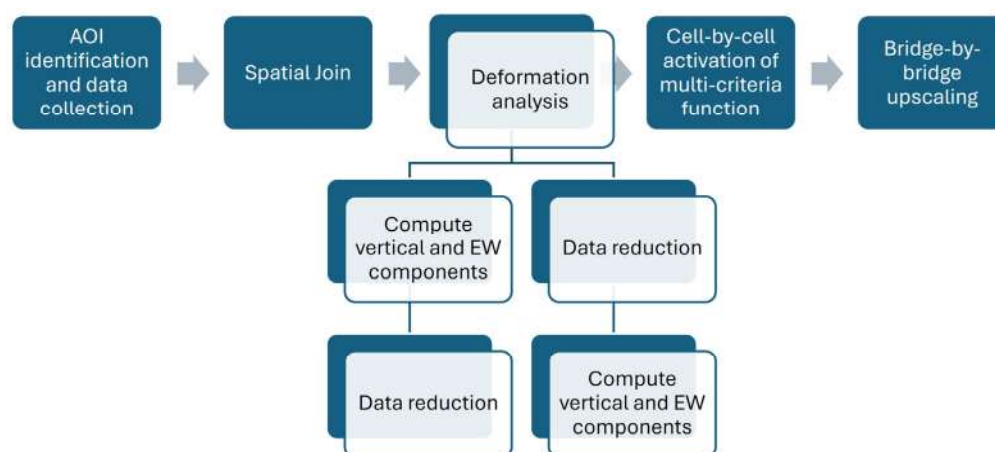 AOI
identification
and data
collection
Spatial Join
Deformation
analysis
Cell-by-cell
activation of
multi-criteria
function
Bridge-by-
bridge
upscaling
Compute
vertical and EW
components
Data reduction
Data reduction
Compute
vertical and EW
components